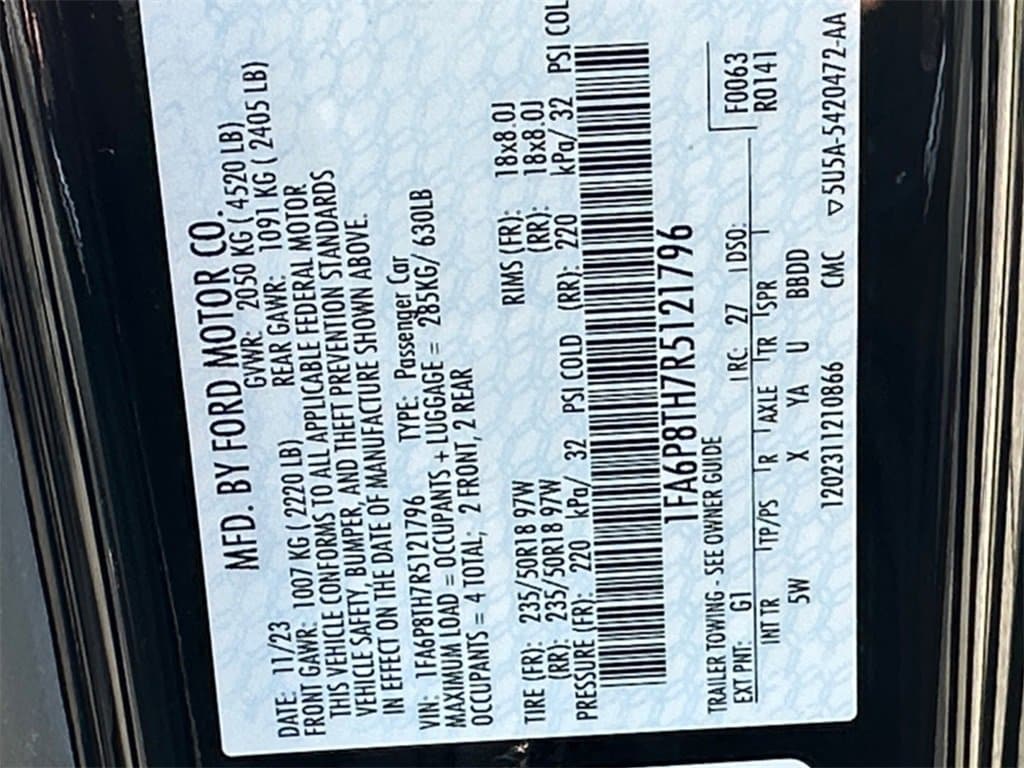 MFD. BY FORD MOTOR CO.
DATE: 11/23 GVWR: 2050 KG ( 4520 LB)
FRONT GAWR: 1007 KG ( 2220 LB) REAR GAWR: 1091 KG ( 2405 LB)
THIS VEHICLE CONFORMS TO ALL APPLICABLE FEDERAL MOTOR
VEHICLE SAFETY, BUMPER, AND THEFT PREVENTION STANDARDS
IN EFFECT ON THE DATE OF MANUFACTURE SHOWN ABOVE.
VIN: 1FA6P8TH7R5121796 TYPE: Passenger Car
MAXIMUM LOAD = OCCUPANTS + LUGGAGE = 285KG/ 630LB
OCCUPANTS = 4 TOTAL; 2 FRONT, 2 REAR
TIRE (FR): 235/50R18 97W RIMS (FR): 18x8.0J
(RR): 235/50R18 97W (RR): 18x8.0J
PRESSURE (FR): 220 kPa/ 32 PSI COLD (RR): 220 kPa/ 32 PSI COL
1FA6P8TH7R5121796
TRAILER TOWING - SEE OWNER GUIDE F0063
EXT PNT: G1 RC: 27 DSO: R0141
INT TR TP/PS R AXLE TR SPR
5W X YA U BBDD
12023112110866 CMC ▽5U5A-5420472-AA